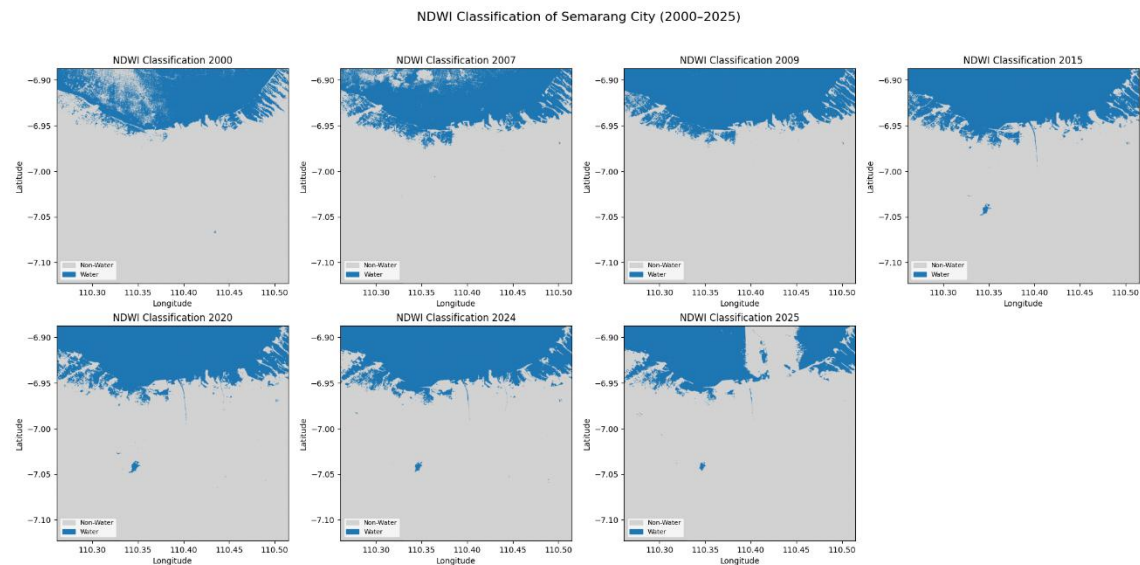 NDWI Classification of Semarang City (2000–2025)
NDWI Classification 2000
−6.90
−6.95
−7.00
−7.05
−7.10
Latitude
Non-Water
Water
110.30 110.35 110.40 110.45 110.50
Longitude
NDWI Classification 2007
−6.90
−6.95
−7.00
−7.05
−7.10
Latitude
Non-Water
Water
110.30 110.35 110.40 110.45 110.50
Longitude
NDWI Classification 2009
−6.90
−6.95
−7.00
−7.05
−7.10
Latitude
Non-Water
Water
110.30 110.35 110.40 110.45 110.50
Longitude
NDWI Classification 2015
−6.90
−6.95
−7.00
−7.05
−7.10
Latitude
Non-Water
Water
110.30 110.35 110.40 110.45 110.50
Longitude
NDWI Classification 2020
−6.90
−6.95
−7.00
−7.05
−7.10
Latitude
Non-Water
Water
110.30 110.35 110.40 110.45 110.50
Longitude
NDWI Classification 2024
−6.90
−6.95
−7.00
−7.05
−7.10
Latitude
Non-Water
Water
110.30 110.35 110.40 110.45 110.50
Longitude
NDWI Classification 2025
−6.90
−6.95
−7.00
−7.05
−7.10
Latitude
Non-Water
Water
110.30 110.35 110.40 110.45 110.50
Longitude